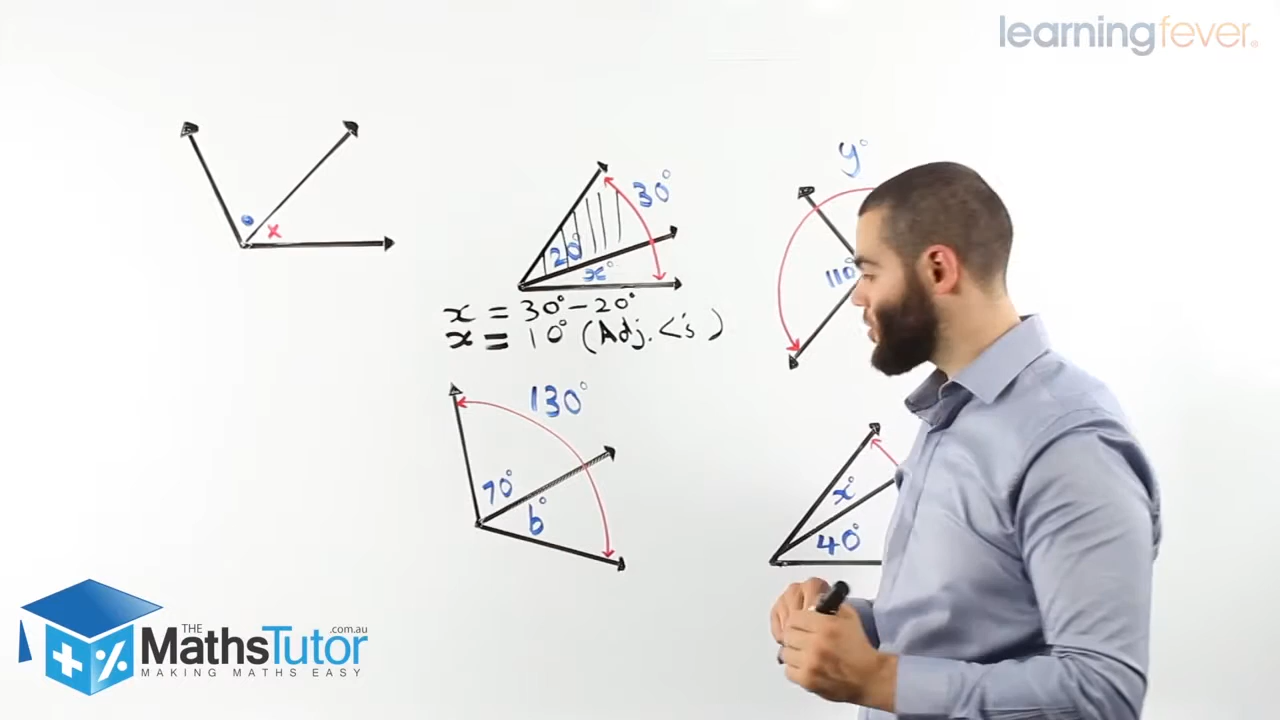 learningfever
y°
30°
20°
x°
110°
x = 30° - 20°
x = 10° (Adj. <'s)
130°
70°
b°
x°
40°
THE
MathsTutor
.com.au
MAKING MATHS EASY